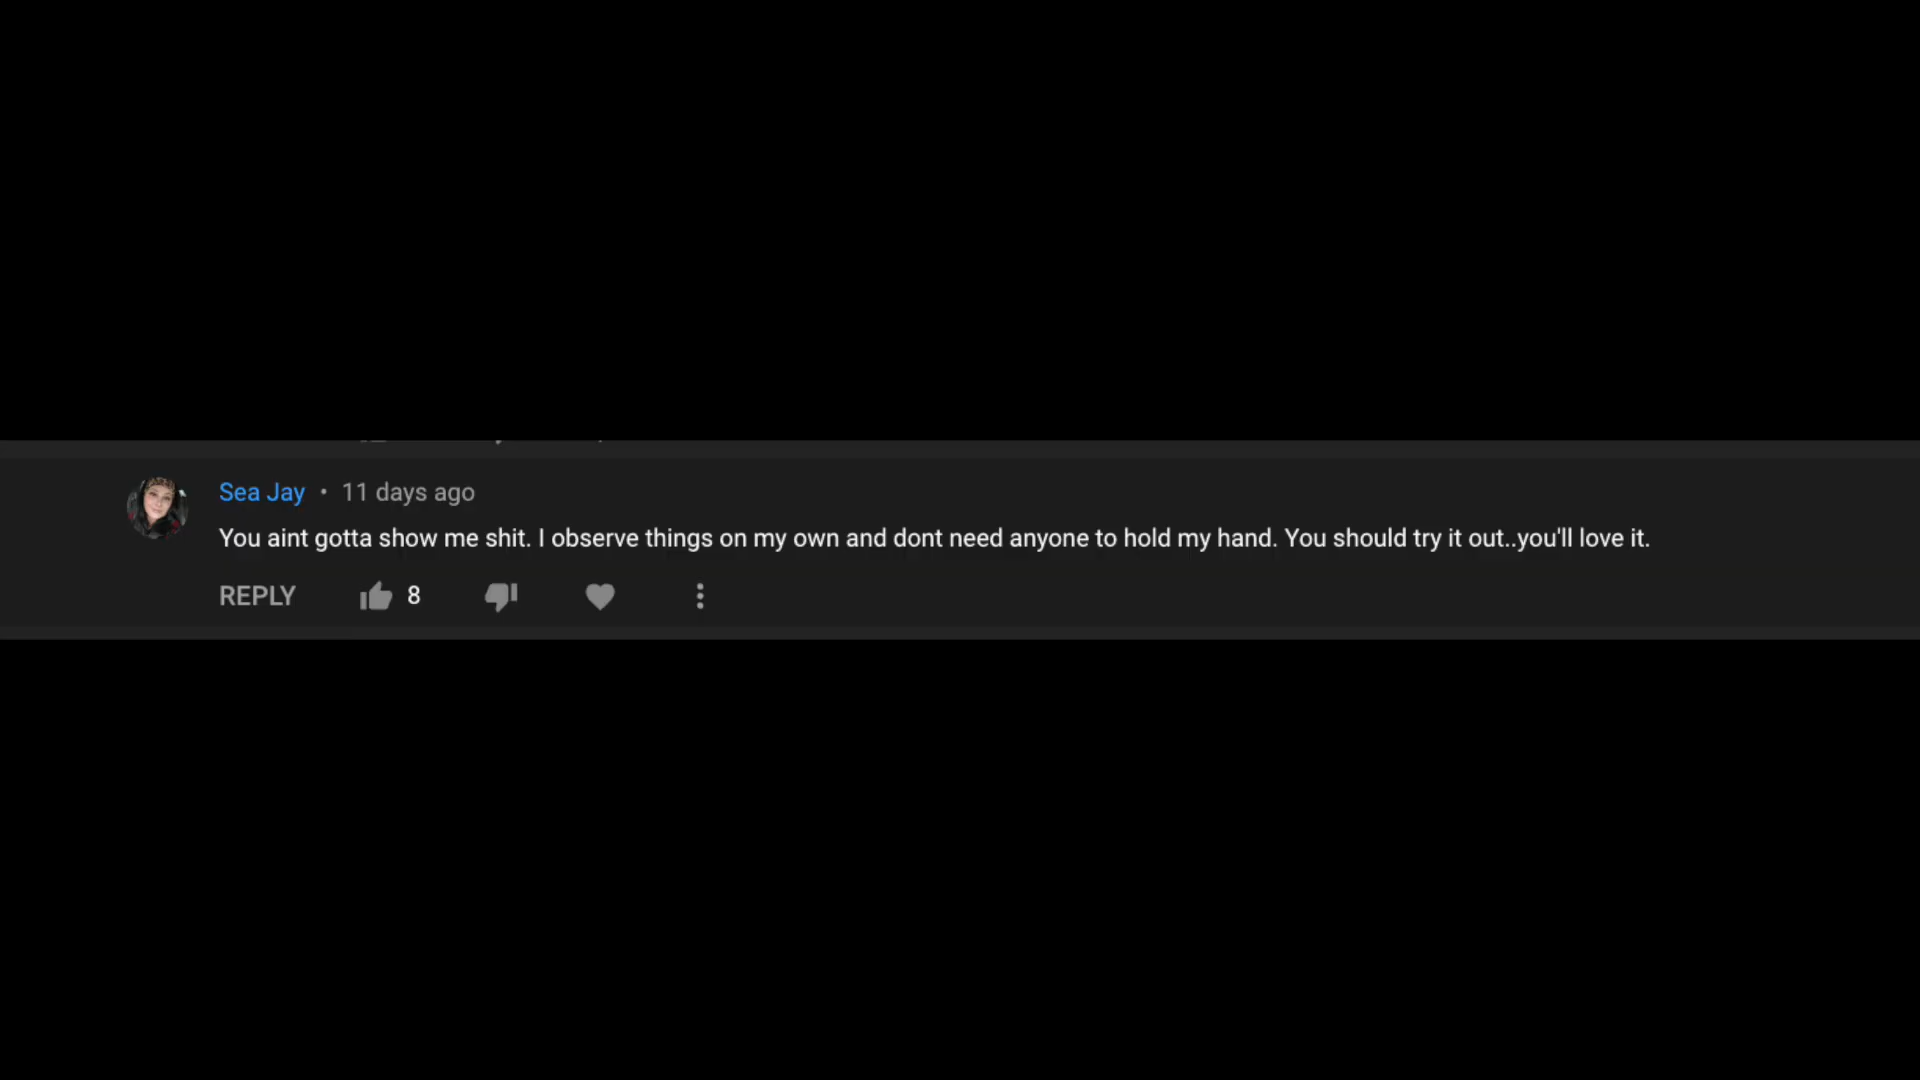 Sea Jay • 11 days ago
You aint gotta show me shit. I observe things on my own and dont need anyone to hold my hand. You should try it out..you'll love it.
REPLY 8